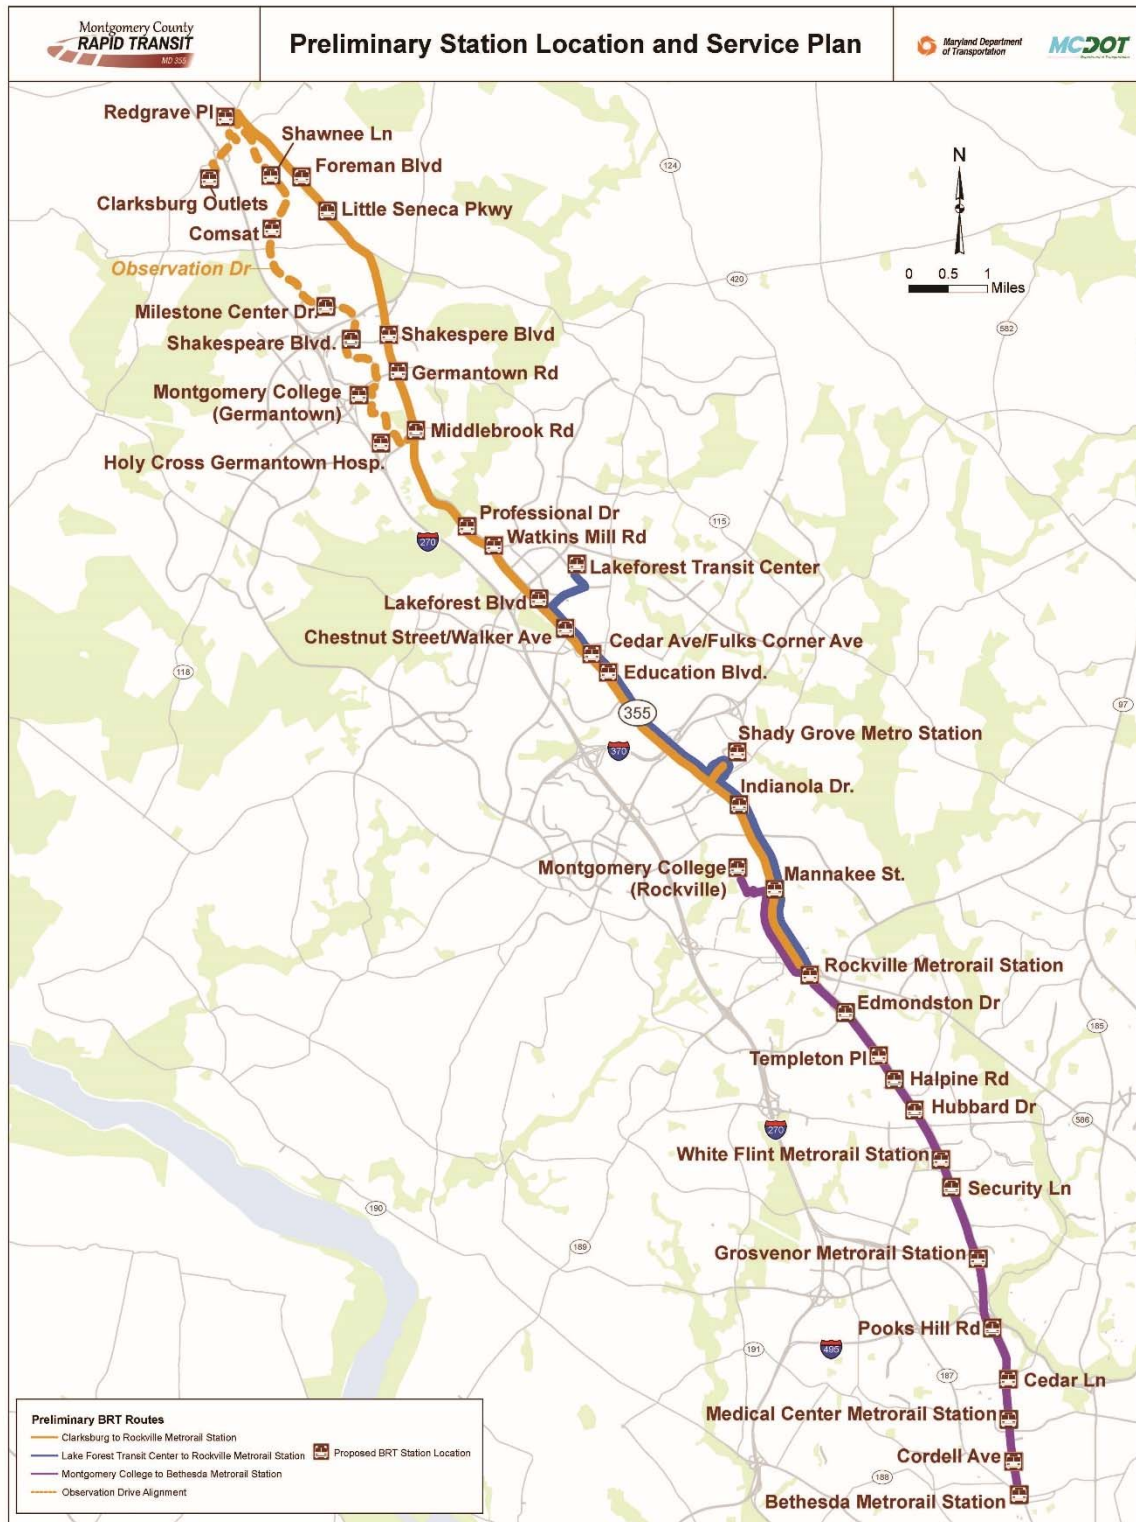 Montgomery County
RAPID TRANSIT
MD 355
Preliminary Station Location and Service Plan
Maryland Department
of Transportation
MCDOT
Redgrave Pl
Shawnee Ln
Foreman Blvd
Clarksburg Outlets
Little Seneca Pkwy
Comsat
Observation Dr
Milestone Center Dr.
Shakespeare Blvd.
Shakespere Blvd
Germantown Rd
Montgomery College
(Germantown)
Middlebrook Rd
Holy Cross Germantown Hosp.
Professional Dr
Watkins Mill Rd
Lakeforest Transit Center
Lakeforest Blvd
Chestnut Street/Walker Ave
Cedar Ave/Fulks Corner Ave
Education Blvd.
355
Shady Grove Metro Station
Indianola Dr.
Montgomery College
(Rockville)
Mannakee St.
Rockville Metrorail Station
Edmondston Dr
Templeton Pl
Halpine Rd
Hubbard Dr
White Flint Metrorail Station
Security Ln
Grosvenor Metrorail Station
Pooks Hill Rd
Cedar Ln
Medical Center Metrorail Station
Cordell Ave
Bethesda Metrorail Station
N
0 0.5 1
Miles
124
420
582
115
270
118
97
370
185
586
270
190
189
191
495
187
188
Preliminary BRT Routes
Clarksburg to Rockville Metrorail Station
Lake Forest Transit Center to Rockville Metrorail Station
Montgomery College to Bethesda Metrorail Station
Observation Drive Alignment
Proposed BRT Station Location